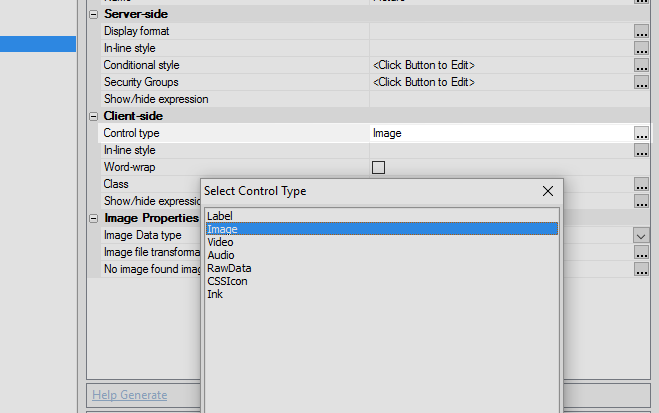 Server-side
Display format
In-line style
Conditional style <Click Button to Edit>
Security Groups <Click Button to Edit>
Show/hide expression
Client-side
Control type Image
In-line style
Word-wrap
Class
Show/hide expressio
Image Properties
Image Data type
Image file transforma
No image found imag
Select Control Type
Label
Image
Video
Audio
RawData
CSSIcon
Ink
Help Generate